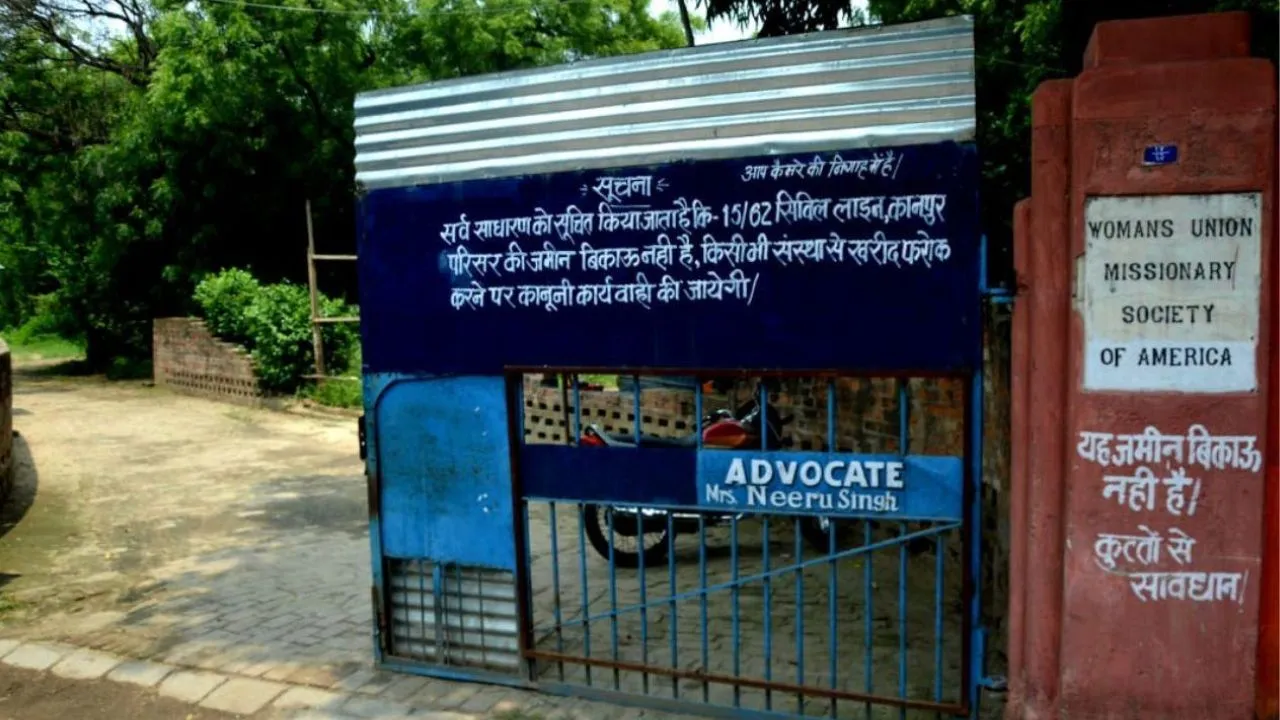 आप कैमरे की निगाह में है।
सूचना
सर्व साधारण को सूचित किया जाता है कि- 15/62 सिविल लाइन, कानपुर
परिसर की जमीन बिकाऊ नही है, किसी भी संस्था से खरीद फरोक
करने पर कानूनी कार्यवाही की जायेगी।
ADVOCATE
Mrs. Neeru Singh
WOMANS UNION
MISSIONARY
SOCIETY
OF AMERICA
यह जमीन बिकाऊ
नही है।
कुत्तों से
सावधान।